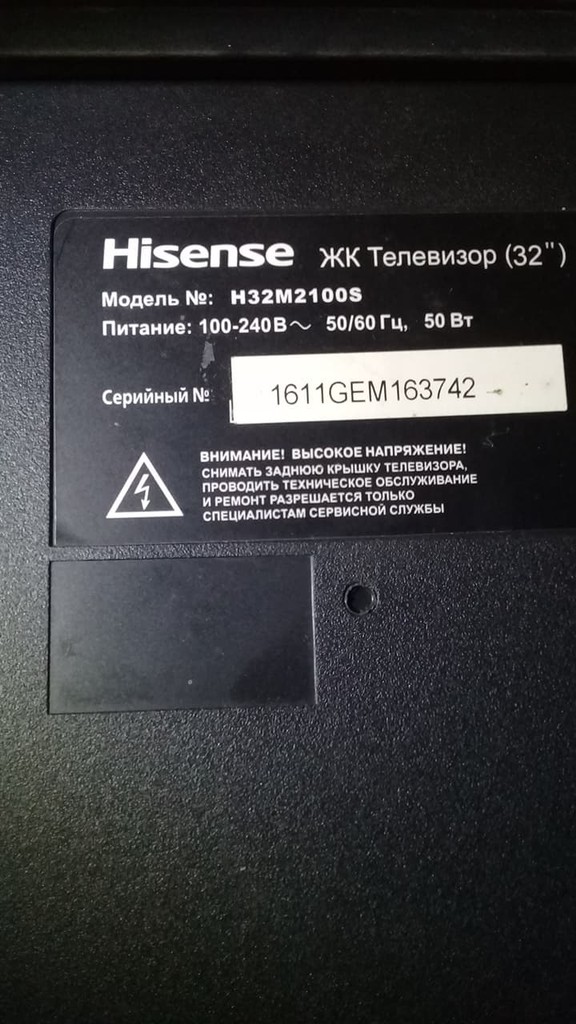 Hisense ЖК Телевизор (32")
Модель №: H32M2100S
Питание: 100-240В～ 50/60 Гц, 50 Вт
Серийный № 1611GEM163742
ВНИМАНИЕ! ВЫСОКОЕ НАПРЯЖЕНИЕ!
СНИМАТЬ ЗАДНЮЮ КРЫШКУ ТЕЛЕВИЗОРА,
ПРОВОДИТЬ ТЕХНИЧЕСКОЕ ОБСЛУЖИВАНИЕ
И РЕМОНТ РАЗРЕШАЕТСЯ ТОЛЬКО
СПЕЦИАЛИСТАМ СЕРВИСНОЙ СЛУЖБЫ